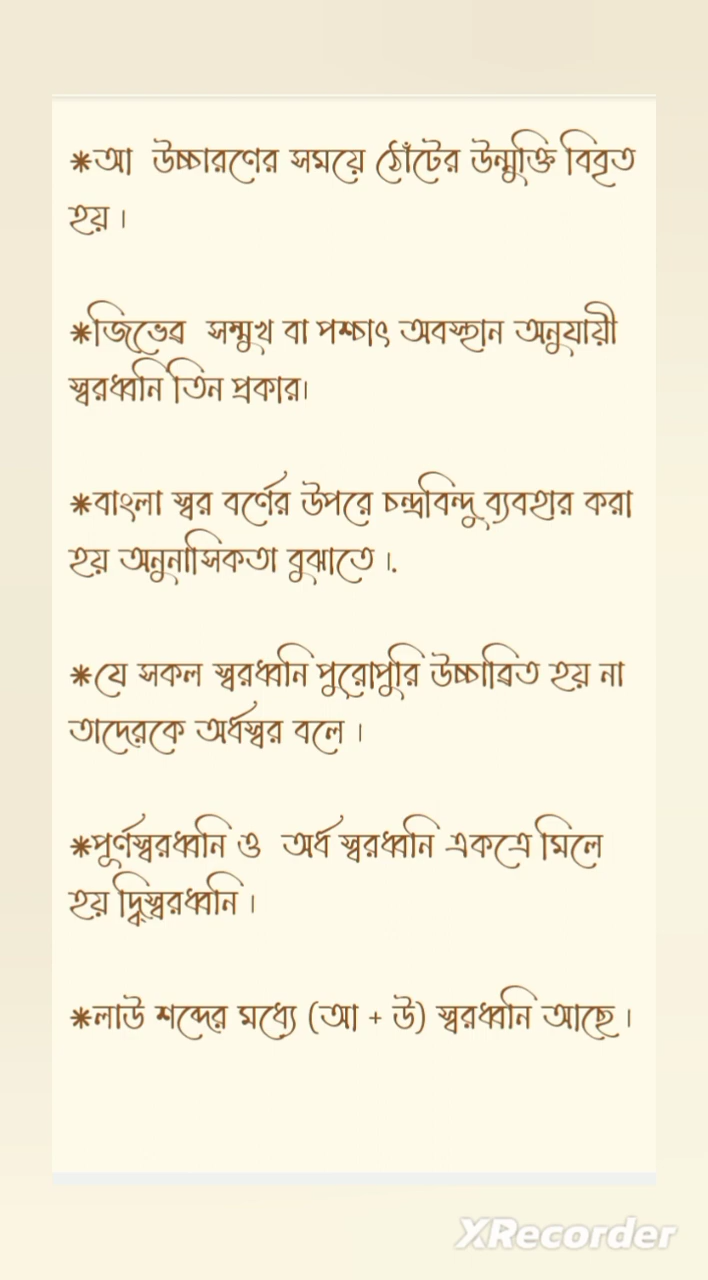 *আ উচ্চারণের সময়ে ঠোঁটের উন্মুক্তি বিবৃত
হয়।
*জিভের সম্মুখ বা পশ্চাৎ অবস্থান অনুযায়ী
স্বরধ্বনি তিন প্রকার।
*বাংলা স্বর বর্ণের উপরে চন্দ্রবিন্দু ব্যবহার করা
হয় অনুনাসিকতা বুঝাতে।.
*যে সকল স্বরধ্বনি পুরোপুরি উচ্চারিত হয় না
তাদেরকে অর্ধস্বর বলে।
*পূর্ণস্বরধ্বনি ও অর্ধ স্বরধ্বনি একত্রে মিলে
হয় দ্বিস্বরধ্বনি।
*লাউ শব্দের মধ্যে (আ + উ) স্বরধ্বনি আছে।
XRecorder